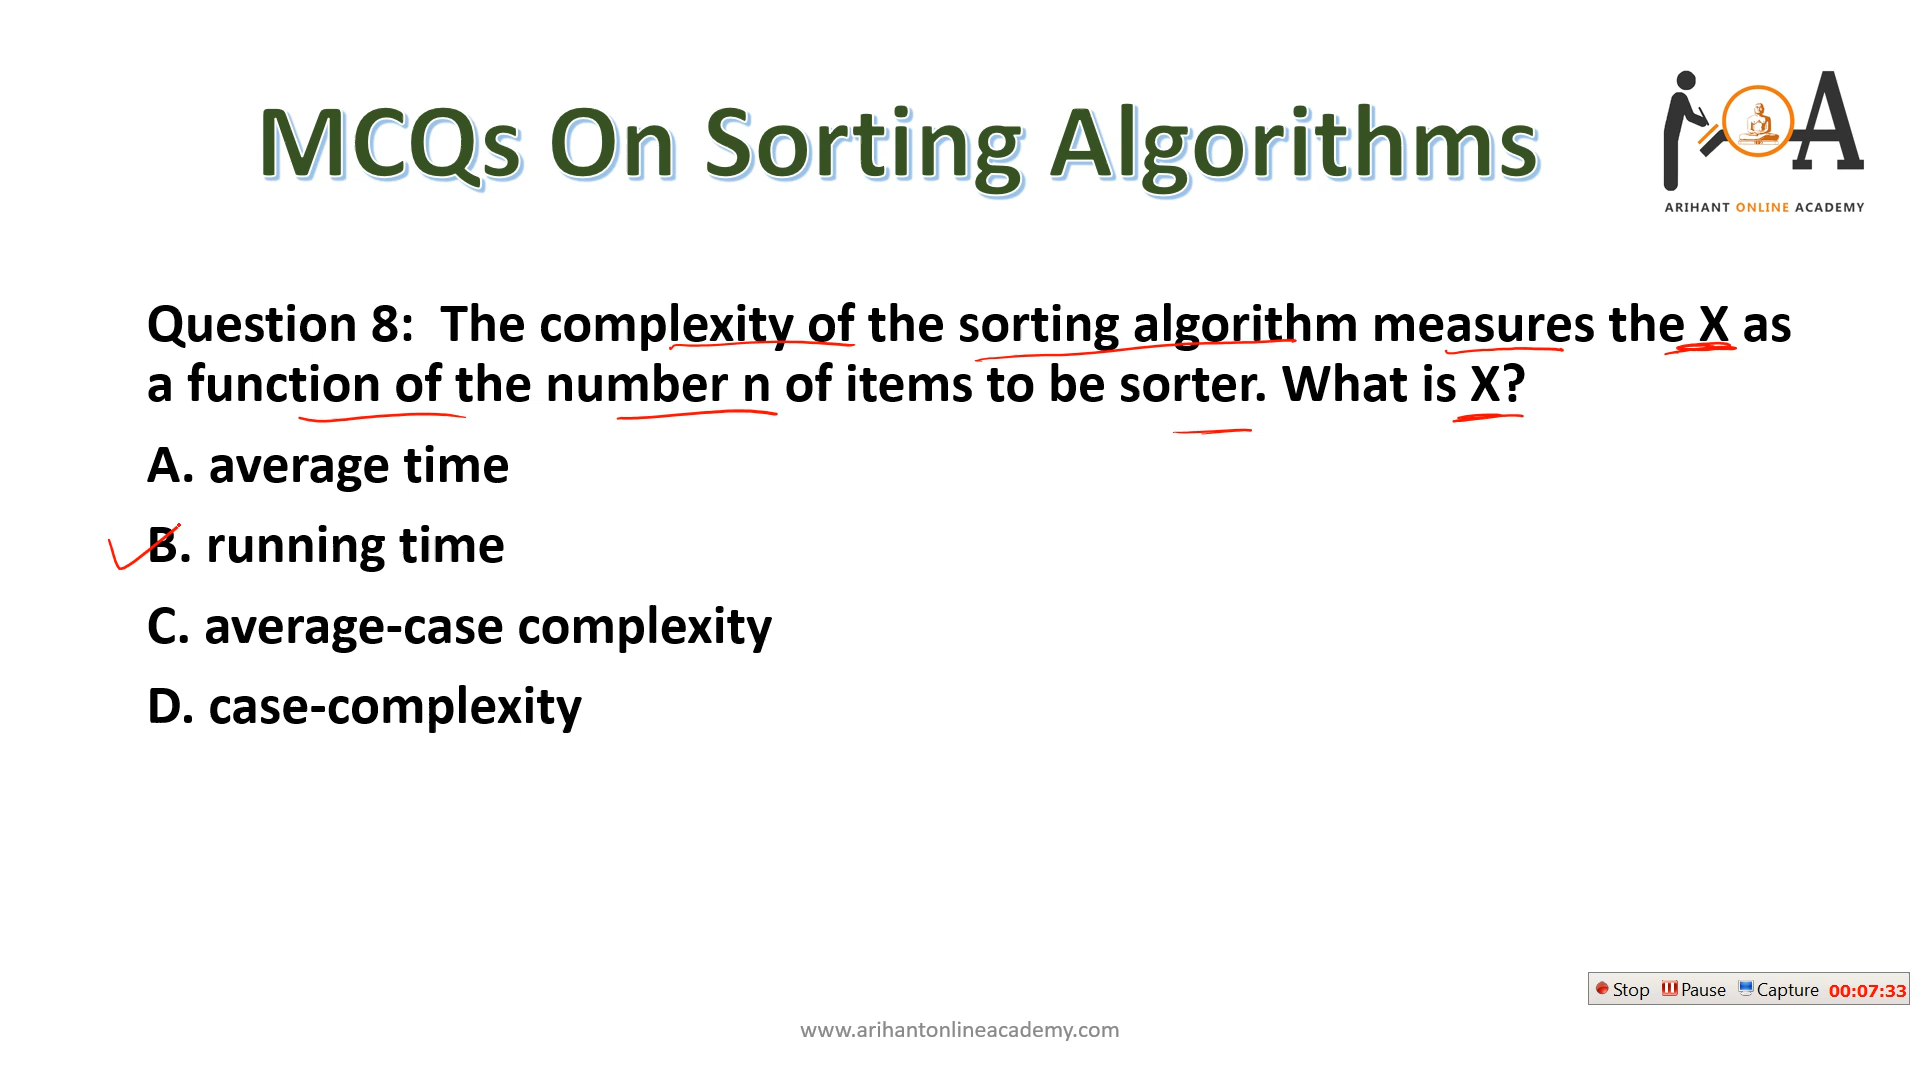 MCQs On Sorting Algorithms
A
ARIHANT ONLINE ACADEMY
Question 8: The complexity of the sorting algorithm measures the X as
a function of the number n of items to be sorter. What is X?
A. average time
B. running time
C. average-case complexity
D. case-complexity
Stop Pause Capture 00:07:33
www.arihantonlineacademy.com